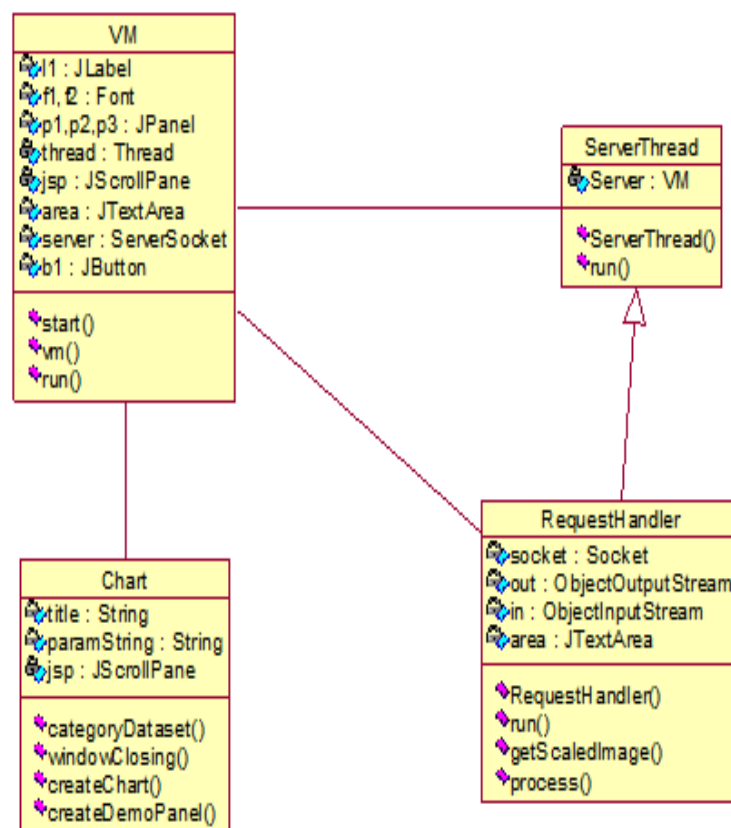 VM
l1 : JLabel
f1,f2 : Font
p1,p2,p3 : JPanel
thread : Thread
jsp : JScrollPane
area : JTextArea
server : ServerSocket
b1 : JButton
start()
vm()
run()
ServerThread
Server : VM
ServerThread()
run()
Chart
title : String
paramString : String
jsp : JScrollPane
categoryDataset()
windowClosing()
createChart()
createDemoPanel()
RequestHandler
socket : Socket
out : ObjectOutputStream
in : ObjectInputStream
area : JTextArea
RequestHandler()
run()
getScaledImage()
process()